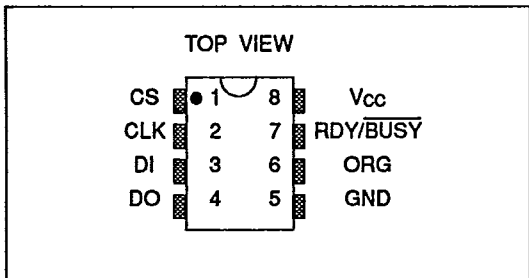 TOP VIEW
CS 1 8 Vcc
CLK 2 7 RDY/BUSY
DI 3 6 ORG
DO 4 5 GND